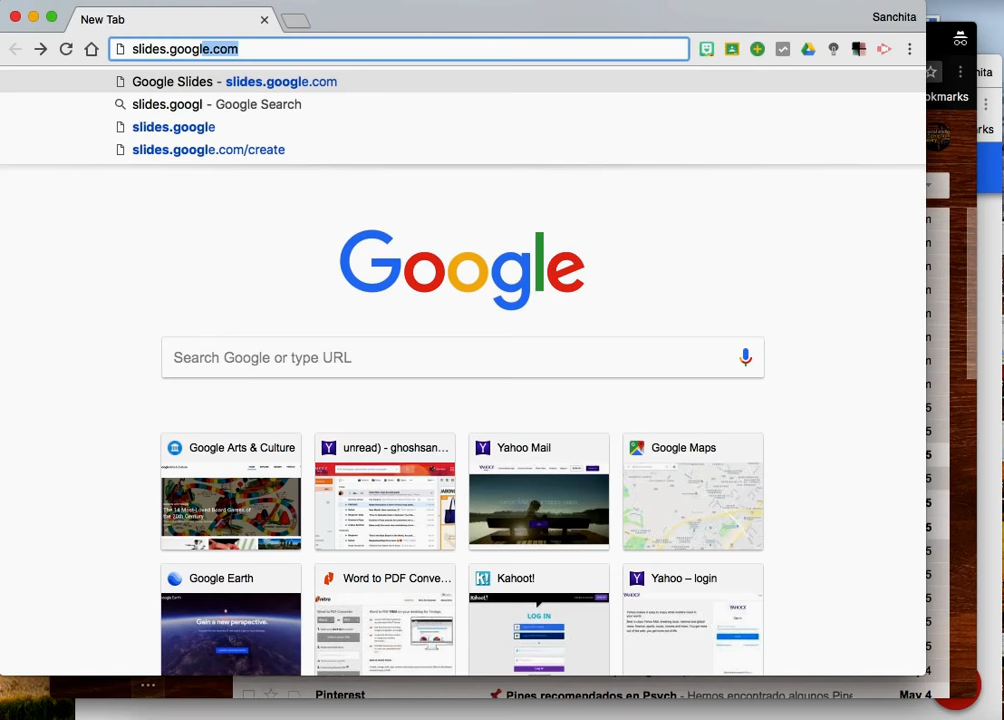 New Tab
Sanchita
slides.google.com
Google Slides - slides.google.com
slides.googl - Google Search
slides.google
slides.google.com/create
Google
Search Google or type URL
Google Arts & Culture
unread) - ghoshsan...
Yahoo Mail
Google Maps
The 14 Most-Loved Board Games of the 20th Century
Google Earth
Word to PDF Conve...
Kahoot!
Yahoo – login
Gain a new perspective.
LOG IN
Pinterest
Pines recomendados en Psych - Hemos encontrado algunos Pine
May 4